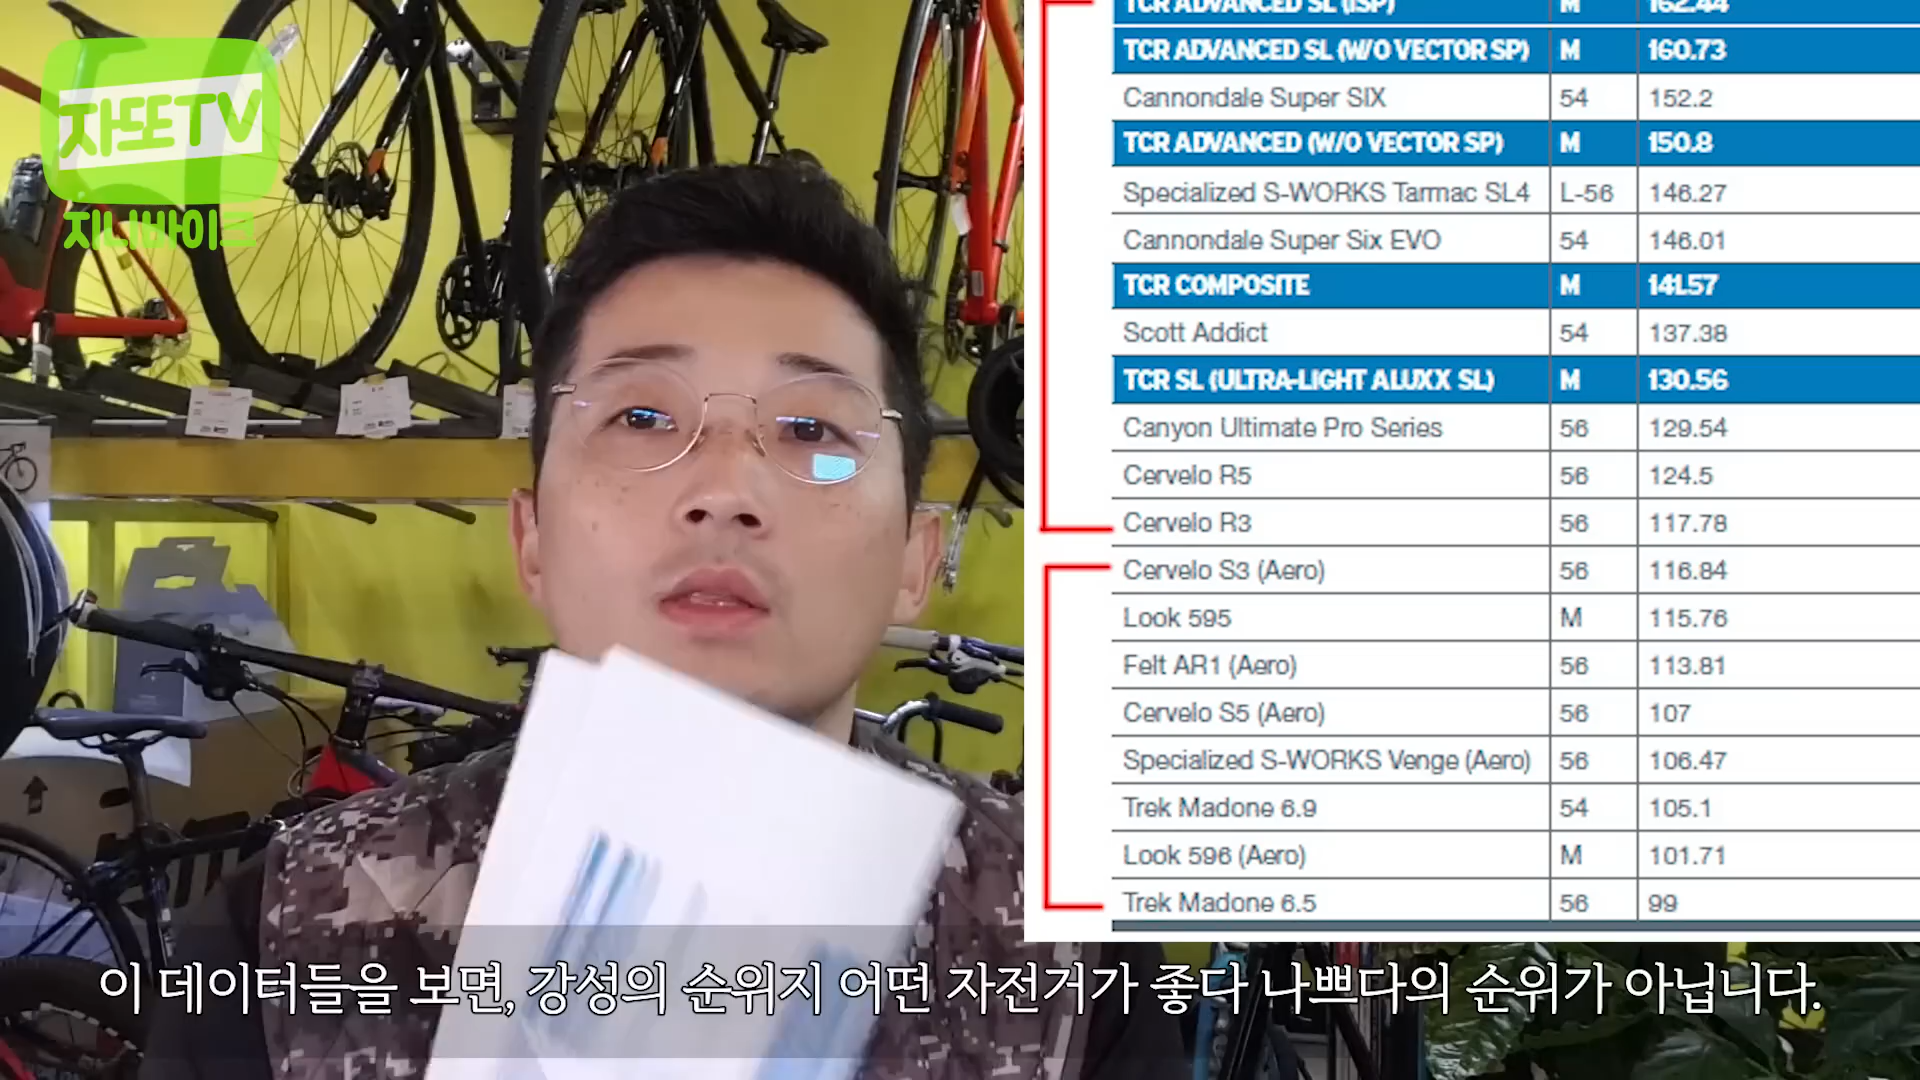 자또TV
지니바이크
TCR ADVANCED SL (ISP) M 162.44
TCR ADVANCED SL (W/O VECTOR SP) M 160.73
Cannondale Super SIX 54 152.2
TCR ADVANCED (W/O VECTOR SP) M 150.8
Specialized S-WORKS Tarmac SL4 L-56 146.27
Cannondale Super Six EVO 54 146.01
TCR COMPOSITE M 141.57
Scott Addict 54 137.38
TCR SL (ULTRA-LIGHT ALUXX SL) M 130.56
Canyon Ultimate Pro Series 56 129.54
Cervelo R5 56 124.5
Cervelo R3 56 117.78
Cervelo S3 (Aero) 56 116.84
Look 595 M 115.76
Felt AR1 (Aero) 56 113.81
Cervelo S5 (Aero) 56 107
Specialized S-WORKS Venge (Aero) 56 106.47
Trek Madone 6.9 54 105.1
Look 596 (Aero) M 101.71
Trek Madone 6.5 56 99
이 데이터들을 보면, 강성의 순위지 어떤 자전거가 좋다 나쁘다의 순위가 아닙니다.